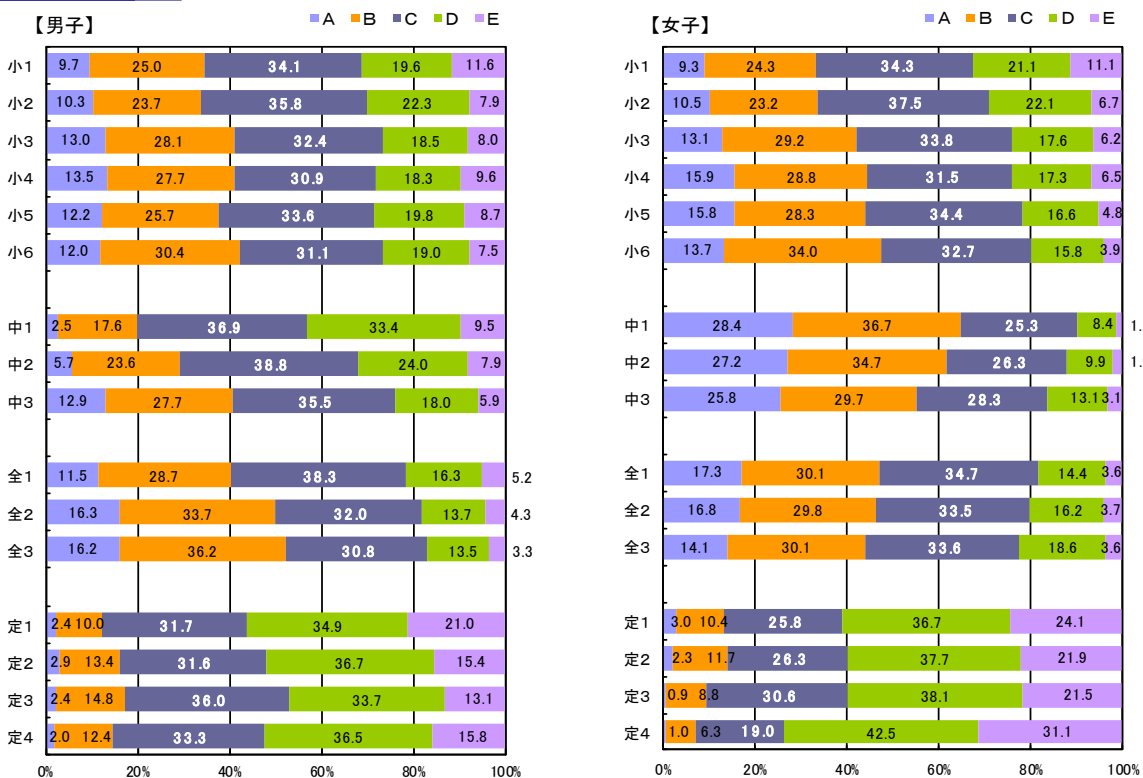 【男子】
A B C D E
小1 9.7 25.0 34.1 19.6 11.6
小2 10.3 23.7 35.8 22.3 7.9
小3 13.0 28.1 32.4 18.5 8.0
小4 13.5 27.7 30.9 18.3 9.6
小5 12.2 25.7 33.6 19.8 8.7
小6 12.0 30.4 31.1 19.0 7.5
中1 2.5 17.6 36.9 33.4 9.5
中2 5.7 23.6 38.8 24.0 7.9
中3 12.9 27.7 35.5 18.0 5.9
全1 11.5 28.7 38.3 16.3 5.2
全2 16.3 33.7 32.0 13.7 4.3
全3 16.2 36.2 30.8 13.5 3.3
定1 2.4 10.0 31.7 34.9 21.0
定2 2.9 13.4 31.6 36.7 15.4
定3 2.4 14.8 36.0 33.7 13.1
定4 2.0 12.4 33.3 36.5 15.8
0% 20% 40% 60% 80% 100%
【女子】
A B C D E
小1 9.3 24.3 34.3 21.1 11.1
小2 10.5 23.2 37.5 22.1 6.7
小3 13.1 29.2 33.8 17.6 6.2
小4 15.9 28.8 31.5 17.3 6.5
小5 15.8 28.3 34.4 16.6 4.8
小6 13.7 34.0 32.7 15.8 3.9
中1 28.4 36.7 25.3 8.4 1.
中2 27.2 34.7 26.3 9.9 1.
中3 25.8 29.7 28.3 13.1 3.1
全1 17.3 30.1 34.7 14.4 3.6
全2 16.8 29.8 33.5 16.2 3.7
全3 14.1 30.1 33.6 18.6 3.6
定1 3.0 10.4 25.8 36.7 24.1
定2 2.3 11.7 26.3 37.7 21.9
定3 0.9 8.8 30.6 38.1 21.5
定4 1.0 6.3 19.0 42.5 31.1
0% 20% 40% 60% 80% 100%